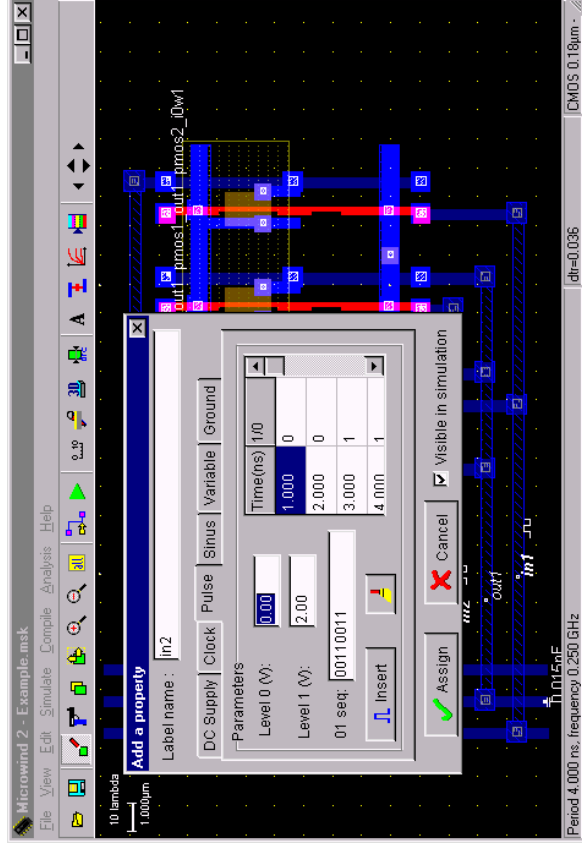 Microwind 2 - Example.msk
File View Edit Simulate Compile Analysis Help
10 lambda
1.000µm
out1_pmos1_out1_pmos2_i0w1
Add a property
Label name : in2
DC Supply Clock Pulse Sinus Variable Ground
Parameters
Level 0 (V): 0.00
Level 1 (V): 2.00
01 seq: 00110011
Insert
Time(ns) 1/0
1.000 0
2.000 0
3.000 1
4.000 1
Assign Cancel Visible in simulation
in2
out1
in1
0.015pF
Period 4.000 ns, frequency 0.250 GHz dtr=0.036 CMOS 0.18µm -